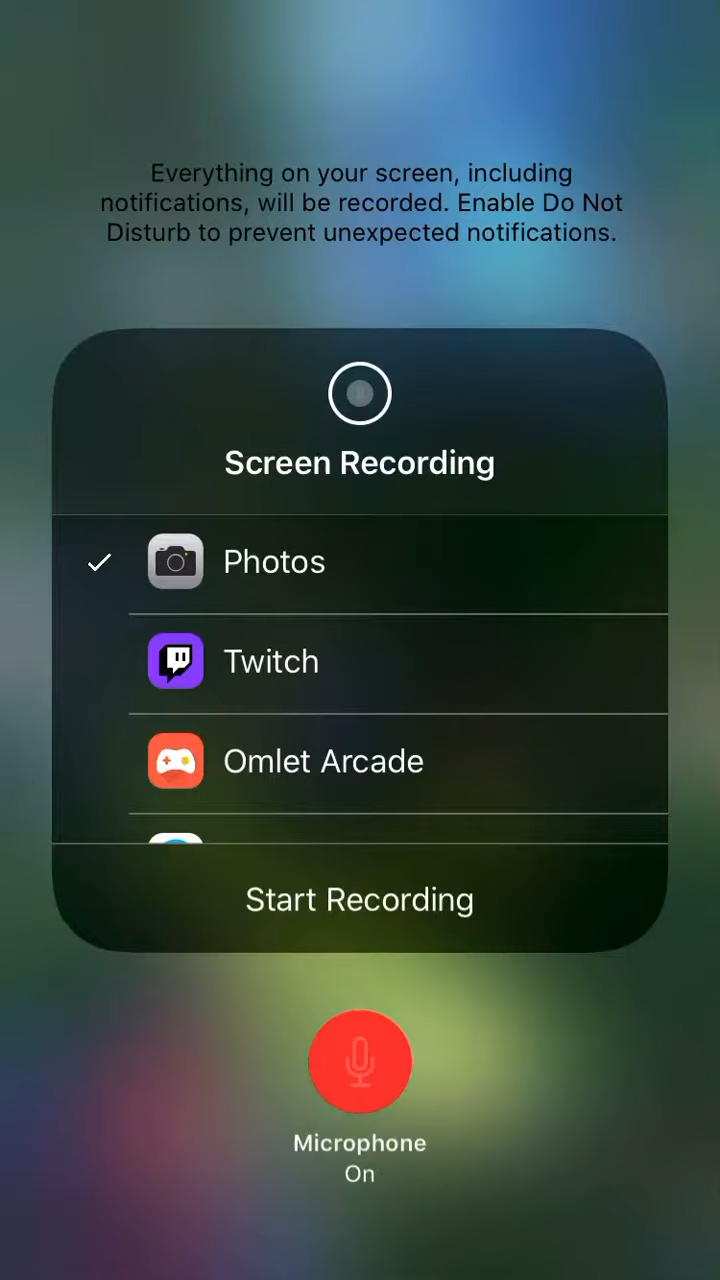 Everything on your screen, including
notifications, will be recorded. Enable Do Not
Disturb to prevent unexpected notifications.
Screen Recording
Photos
Twitch
Omlet Arcade
Start Recording
Microphone
On